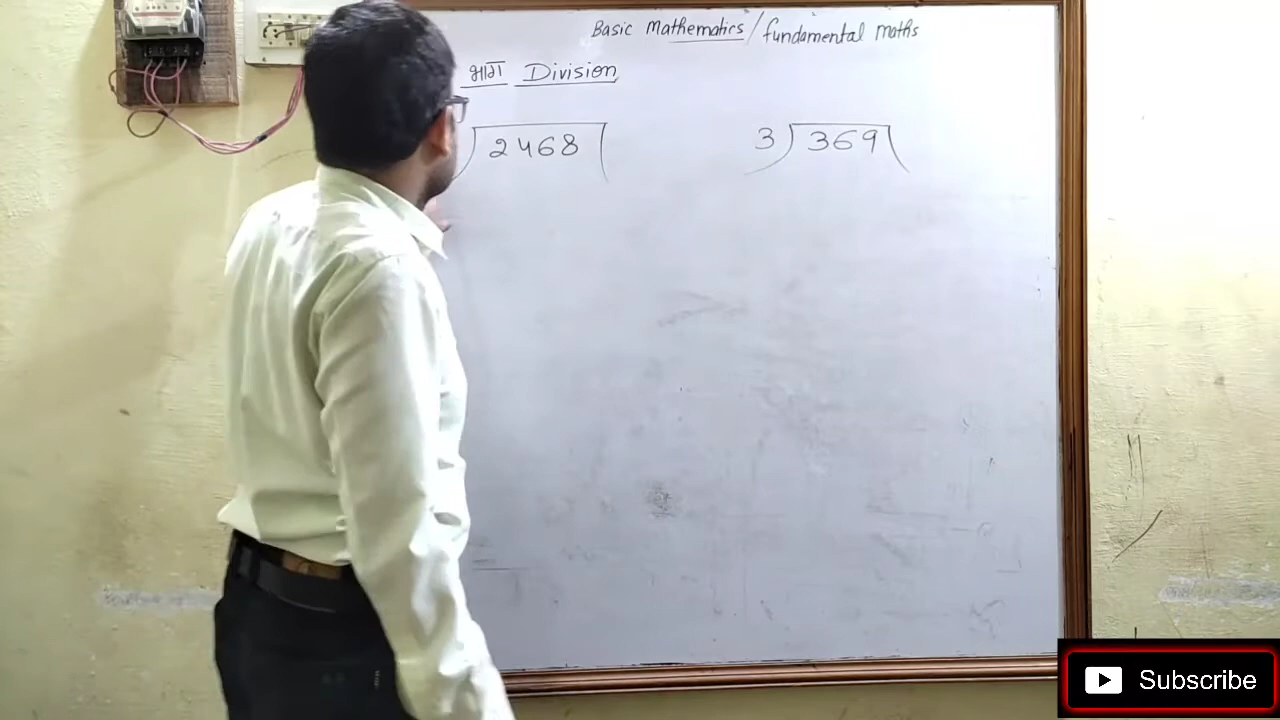 Basic Mathematics/fundamental maths
भाग Division
2468
3) 369(
Subscribe